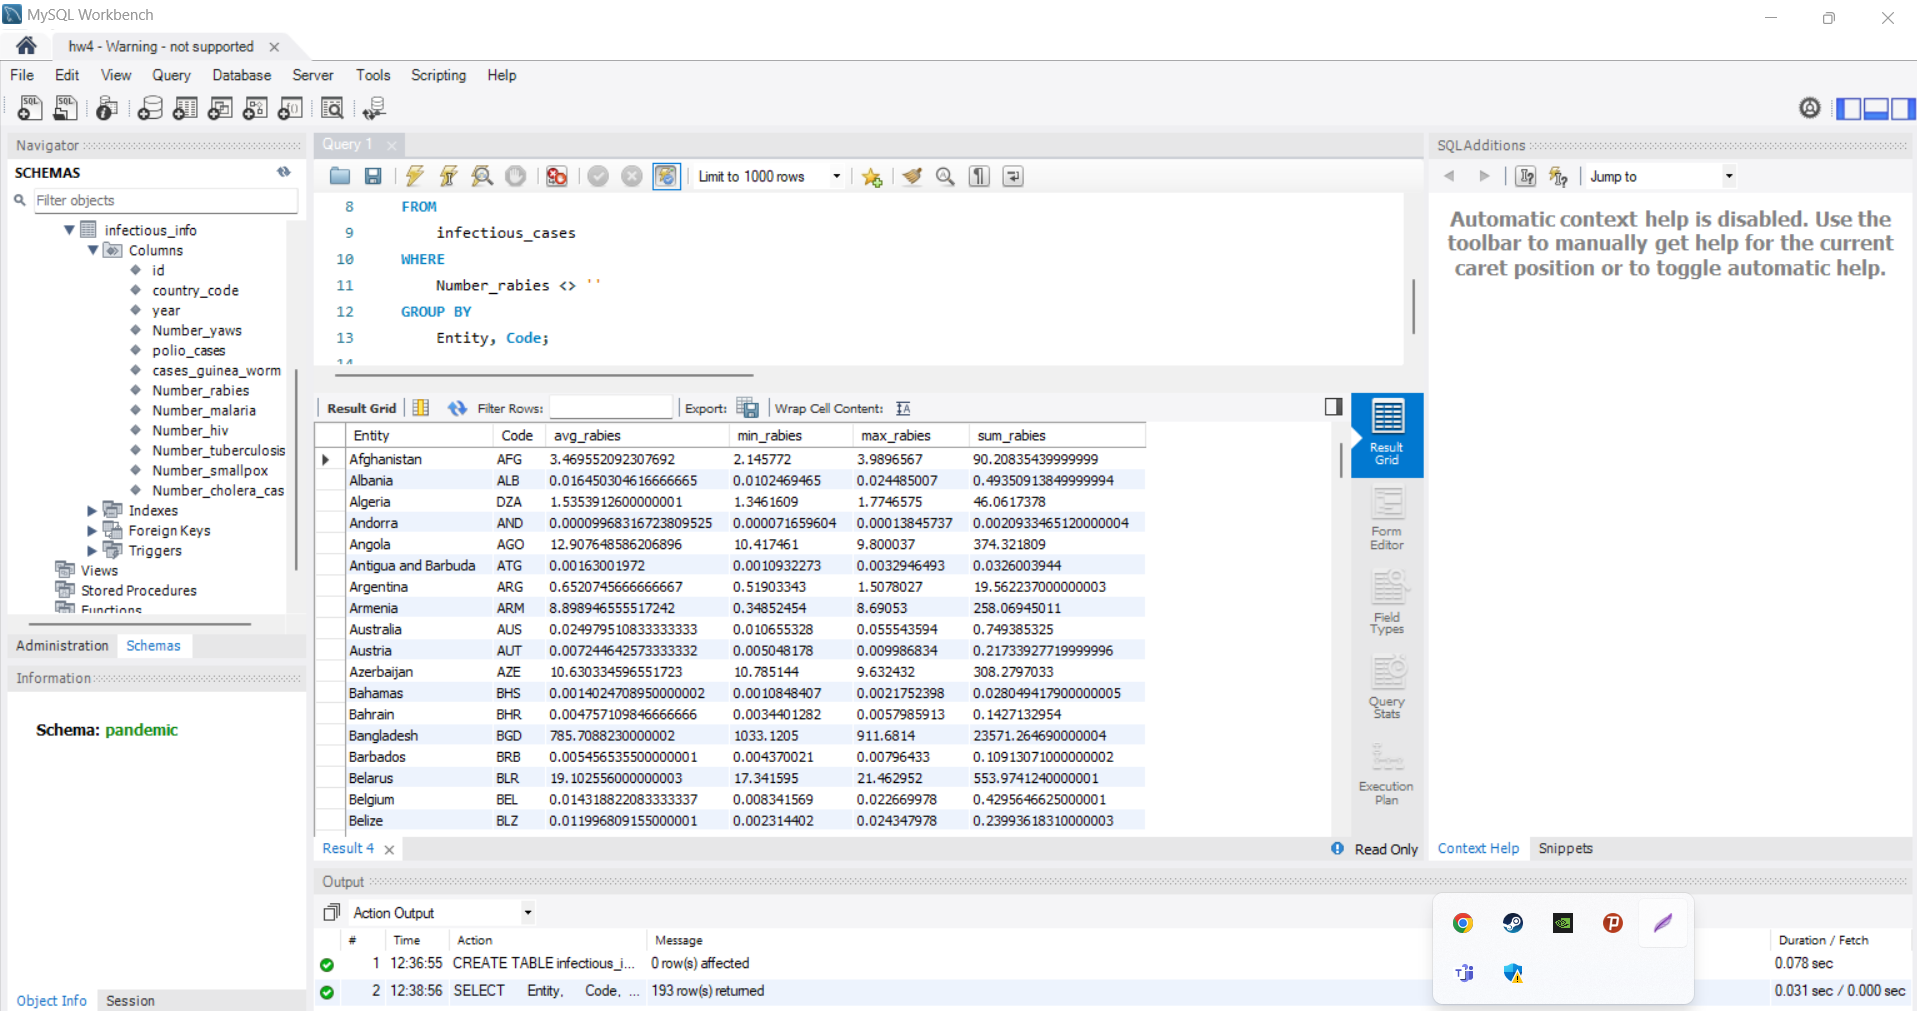 MySQL Workbench
hw4 - Warning - not supported
File Edit View Query Database Server Tools Scripting Help
Navigator
SCHEMAS
Filter objects
infectious_info
Columns
id
country_code
year
Number_yaws
polio_cases
cases_guinea_worm
Number_rabies
Number_malaria
Number_hiv
Number_tuberculosis
Number_smallpox
Number_cholera_cas
Indexes
Foreign Keys
Triggers
Views
Stored Procedures
Functions
Administration Schemas
Information
Schema: pandemic
Object Info Session
Query 1
Limit to 1000 rows
8 FROM
9 infectious_cases
10 WHERE
11 Number_rabies <> ''
12 GROUP BY
13 Entity, Code;
14
Result Grid Filter Rows: Export: Wrap Cell Content:
Entity Code avg_rabies min_rabies max_rabies sum_rabies
Afghanistan AFG 3.469552092307692 2.145772 3.9896567 90.20835439999999
Albania ALB 0.016450304616666665 0.0102469465 0.024485007 0.49350913849999994
Algeria DZA 1.5353912600000001 1.3461609 1.7746575 46.0617378
Andorra AND 0.00009968316723809525 0.000071659604 0.00013845737 0.0020933465120000004
Angola AGO 12.907648586206896 10.417461 9.800037 374.321809
Antigua and Barbuda ATG 0.00163001972 0.0010932273 0.0032946493 0.0326003944
Argentina ARG 0.6520745666666667 0.51903343 1.5078027 19.562237000000003
Armenia ARM 8.898946555517242 0.34852454 8.69053 258.06945011
Australia AUS 0.024979510833333333 0.010655328 0.055543594 0.749385325
Austria AUT 0.007244642573333332 0.005048178 0.009986834 0.21733927719999996
Azerbaijan AZE 10.630334596551723 10.785144 9.632432 308.2797033
Bahamas BHS 0.0014024708950000002 0.0010848407 0.0021752398 0.028049417900000005
Bahrain BHR 0.004757109846666666 0.0034401282 0.0057985913 0.1427132954
Bangladesh BGD 785.7088230000002 1033.1205 911.6814 23571.264690000004
Barbados BRB 0.005456535500000001 0.004370021 0.00796433 0.10913071000000002
Belarus BLR 19.102556000000003 17.341595 21.462952 553.9741240000001
Belgium BEL 0.014318822083333337 0.008341569 0.022669978 0.4295646625000001
Belize BLZ 0.011996809155000001 0.002314402 0.024347978 0.23993618310000003
Result Grid
Form Editor
Field Types
Query Stats
Execution Plan
Result 4 Read Only
Output
Action Output
# Time Action Message Duration / Fetch
1 12:36:55 CREATE TABLE infectious_i... 0 row(s) affected 0.078 sec
2 12:38:56 SELECT Entity, Code, ... 193 row(s) returned 0.031 sec / 0.000 sec
SQLAdditions
Jump to
Automatic context help is disabled. Use the
toolbar to manually get help for the current
caret position or to toggle automatic help.
Context Help Snippets